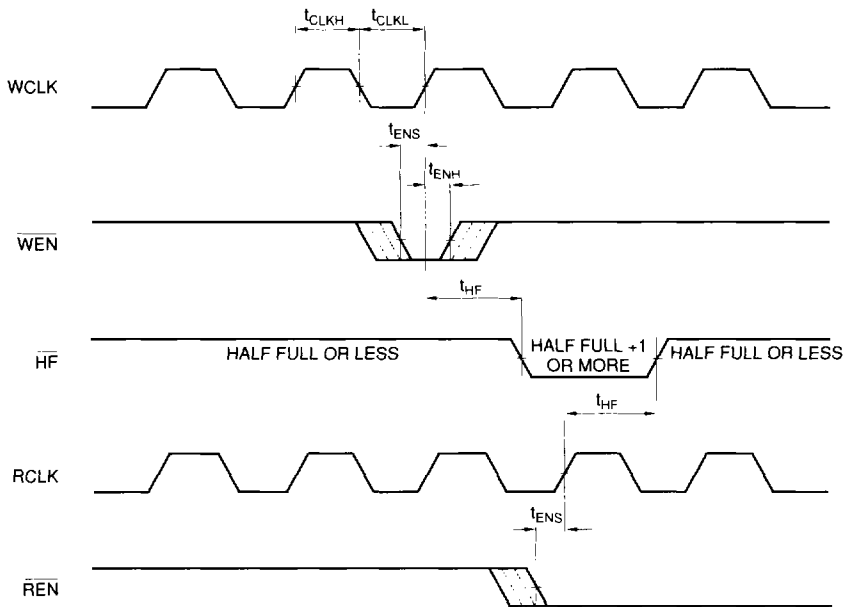 tCLKH tCLKL
WCLK
tENS
tENH
WEN
tHF
HF
HALF FULL OR LESS
HALF FULL +1
OR MORE
HALF FULL OR LESS
tHF
RCLK
tENS
REN